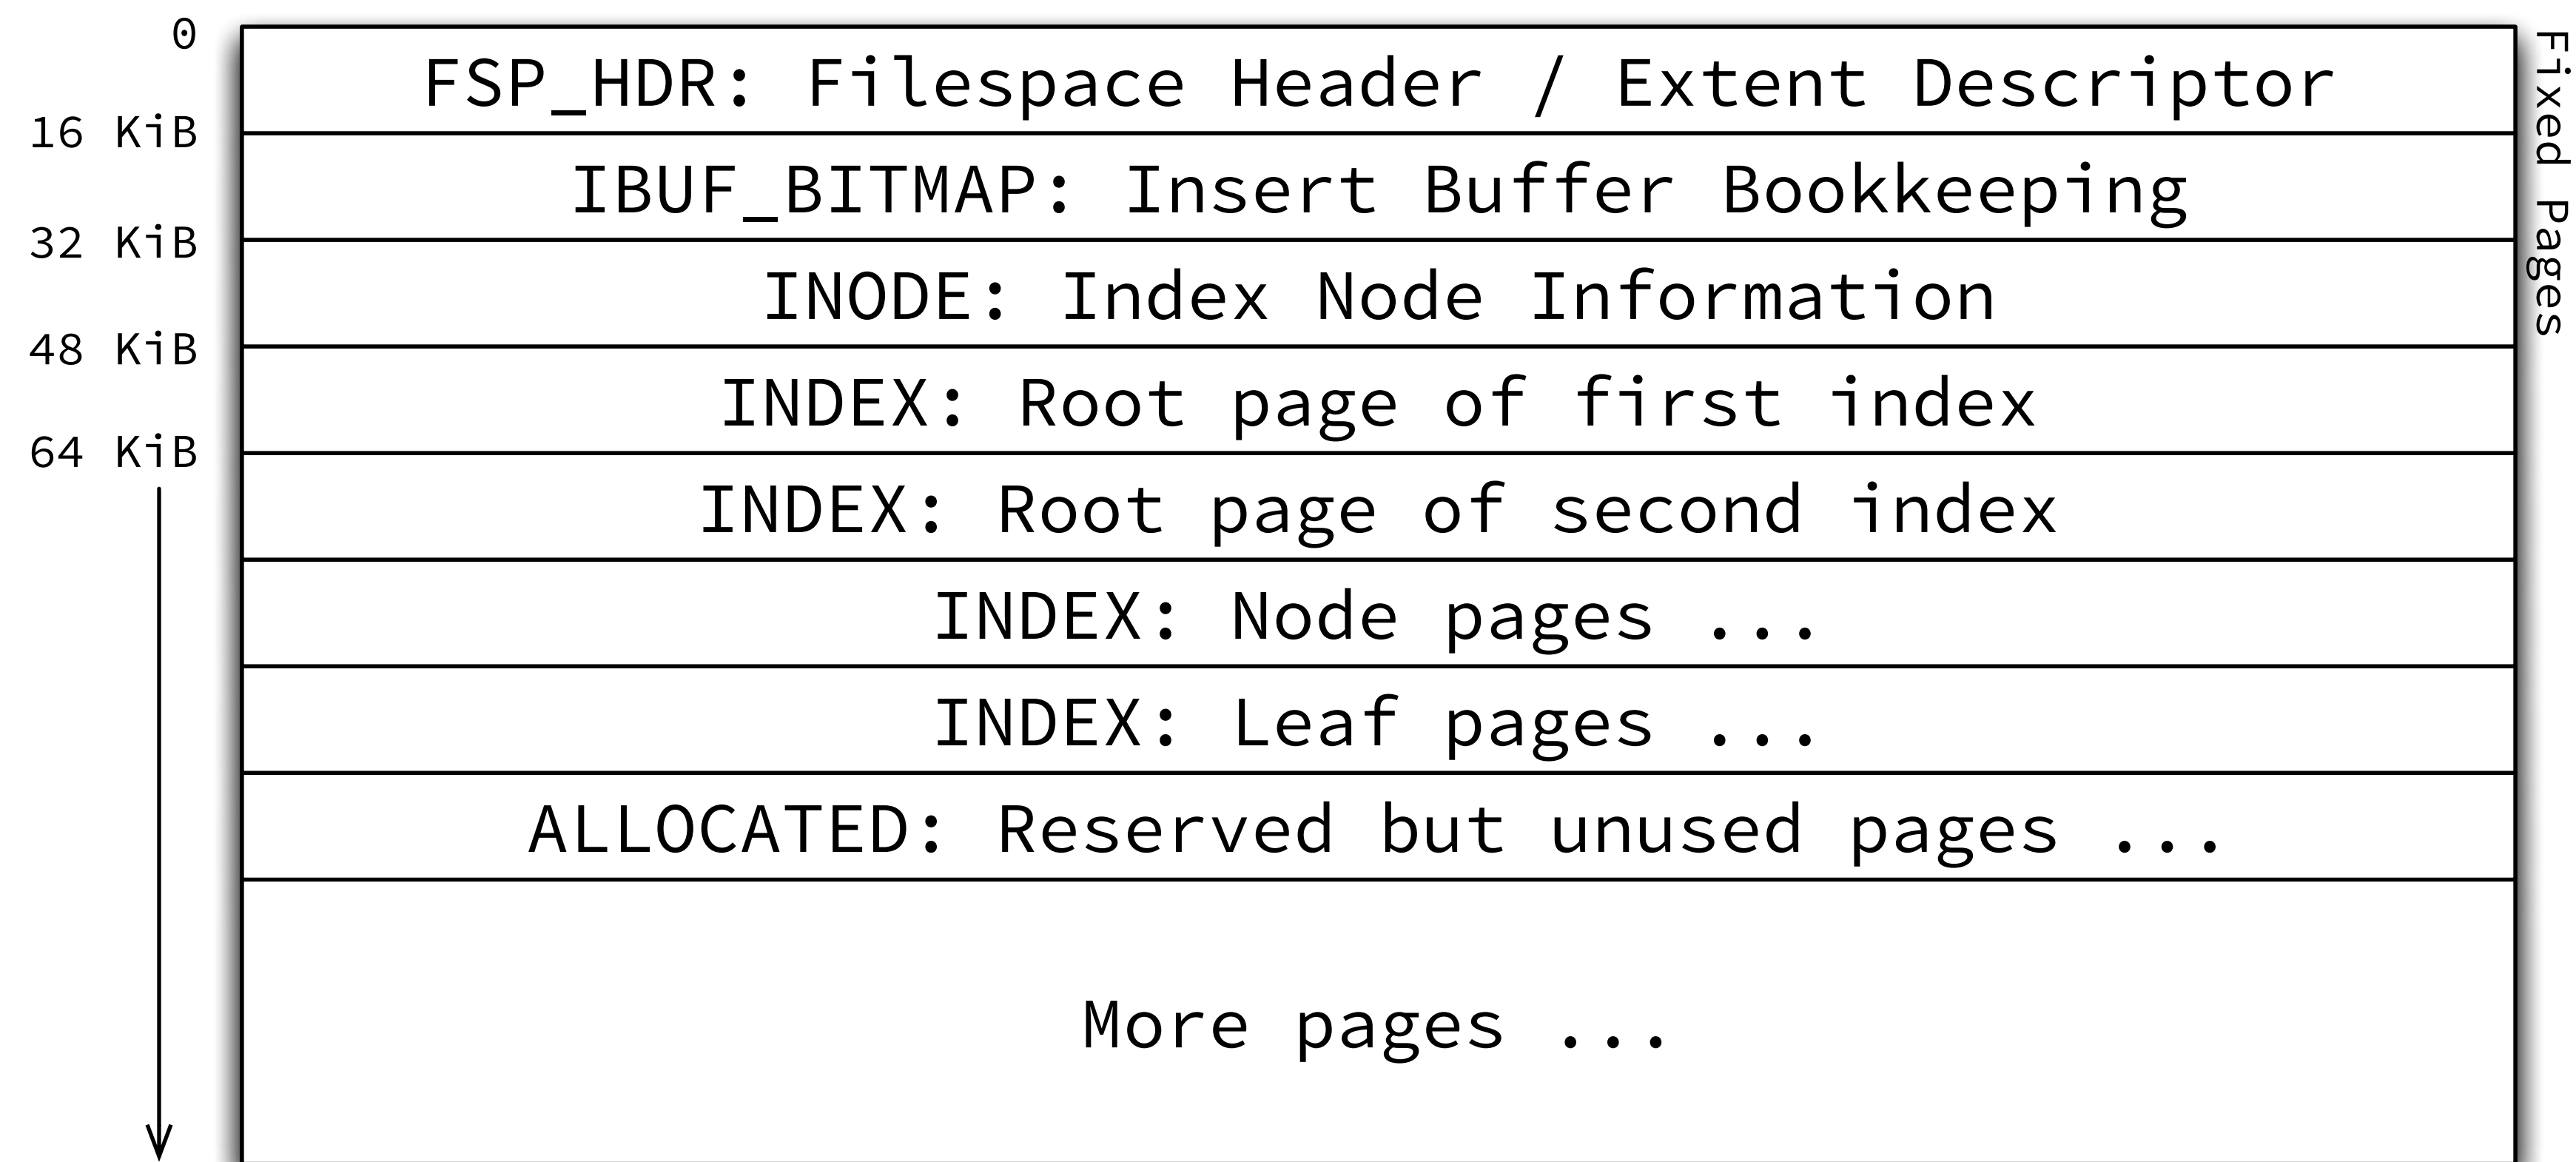 0
FSP_HDR: Filespace Header / Extent Descriptor
16 KiB
IBUF_BITMAP: Insert Buffer Bookkeeping
32 KiB
INODE: Index Node Information
48 KiB
INDEX: Root page of first index
64 KiB
INDEX: Root page of second index
INDEX: Node pages ...
INDEX: Leaf pages ...
ALLOCATED: Reserved but unused pages ...
More pages ...
Fixed Pages